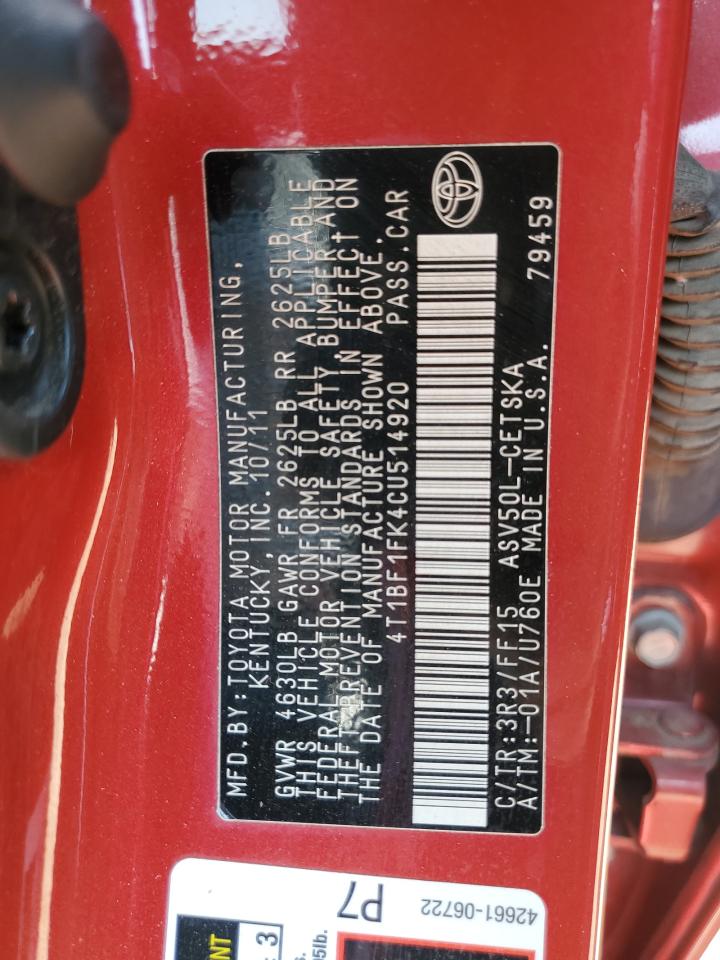 MFD.BY:TOYOTA MOTOR MANUFACTURING,
KENTUCKY,INC.10/11
GVWR 4630LB GAWR FR 2625LB RR 2625LB
THIS VEHICLE CONFORMS TO ALL APPLICABLE
FEDERAL MOTOR VEHICLE SAFETY,BUMPER AND
THEFT PREVENTION STANDARDS IN EFFECT ON
THE DATE OF MANUFACTURE SHOWN ABOVE.
4T1BF1FK4CU514920 PASS.CAR
C/TR:3R3/FF15 ASV50L-CETSKA
A/TM:-01A/U760E MADE IN U.S.A. 79459
P7
42661-06722
3